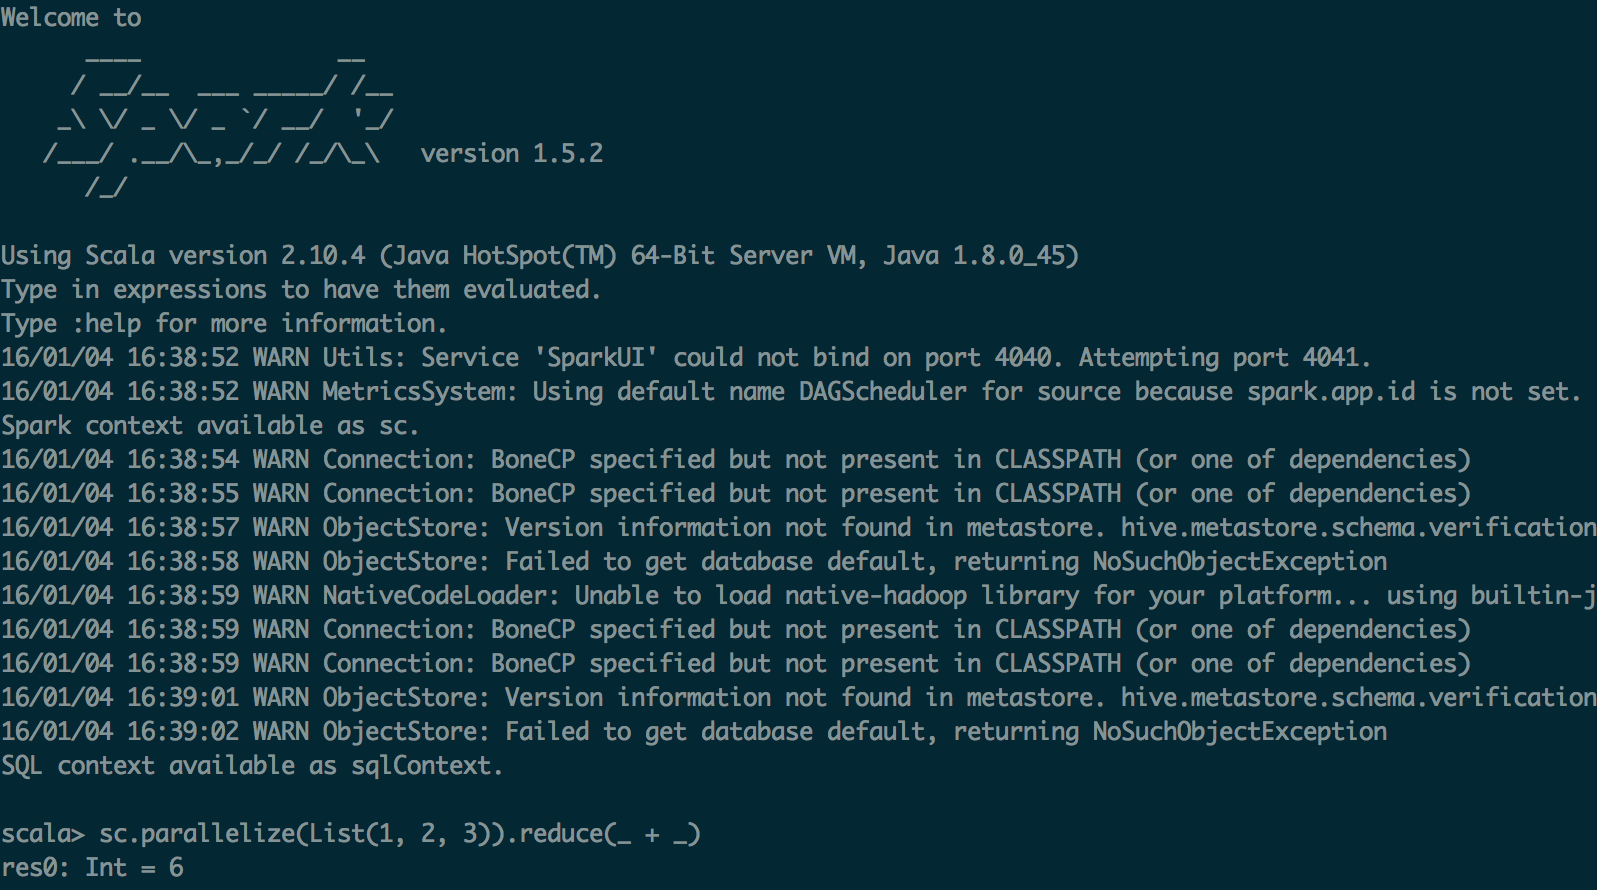 Welcome to
      ____              __
     / __/__  ___ _____/ /__
    _\ \/ _ \/ _ `/ __/  '_/
   /___/ .__/\_,_/_/ /_/\_\   version 1.5.2
      /_/
Using Scala version 2.10.4 (Java HotSpot(TM) 64-Bit Server VM, Java 1.8.0_45)
Type in expressions to have them evaluated.
Type :help for more information.
16/01/04 16:38:52 WARN Utils: Service 'SparkUI' could not bind on port 4040. Attempting port 4041.
16/01/04 16:38:52 WARN MetricsSystem: Using default name DAGScheduler for source because spark.app.id is not set.
Spark context available as sc.
16/01/04 16:38:54 WARN Connection: BoneCP specified but not present in CLASSPATH (or one of dependencies)
16/01/04 16:38:55 WARN Connection: BoneCP specified but not present in CLASSPATH (or one of dependencies)
16/01/04 16:38:57 WARN ObjectStore: Version information not found in metastore. hive.metastore.schema.verification
16/01/04 16:38:58 WARN ObjectStore: Failed to get database default, returning NoSuchObjectException
16/01/04 16:38:59 WARN NativeCodeLoader: Unable to load native-hadoop library for your platform... using builtin-j
16/01/04 16:38:59 WARN Connection: BoneCP specified but not present in CLASSPATH (or one of dependencies)
16/01/04 16:38:59 WARN Connection: BoneCP specified but not present in CLASSPATH (or one of dependencies)
16/01/04 16:39:01 WARN ObjectStore: Version information not found in metastore. hive.metastore.schema.verification
16/01/04 16:39:02 WARN ObjectStore: Failed to get database default, returning NoSuchObjectException
SQL context available as sqlContext.
scala> sc.parallelize(List(1, 2, 3)).reduce(_ + _)
res0: Int = 6